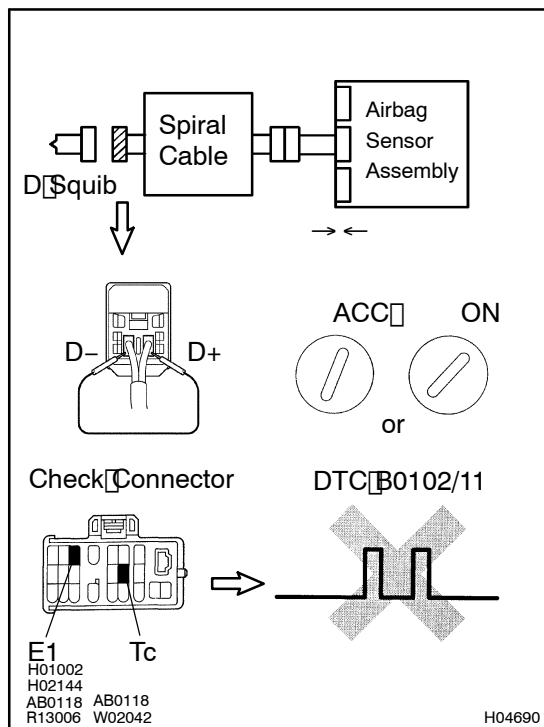 Spiral
Cable
Airbag
Sensor
Assembly
D▯Squib
D− D+
ACC▯ ON
or
Check▯Connector
DTC▯B0102/11
E1 Tc
H01002
H02144
AB0118 AB0118
R13006 W02042
H04690